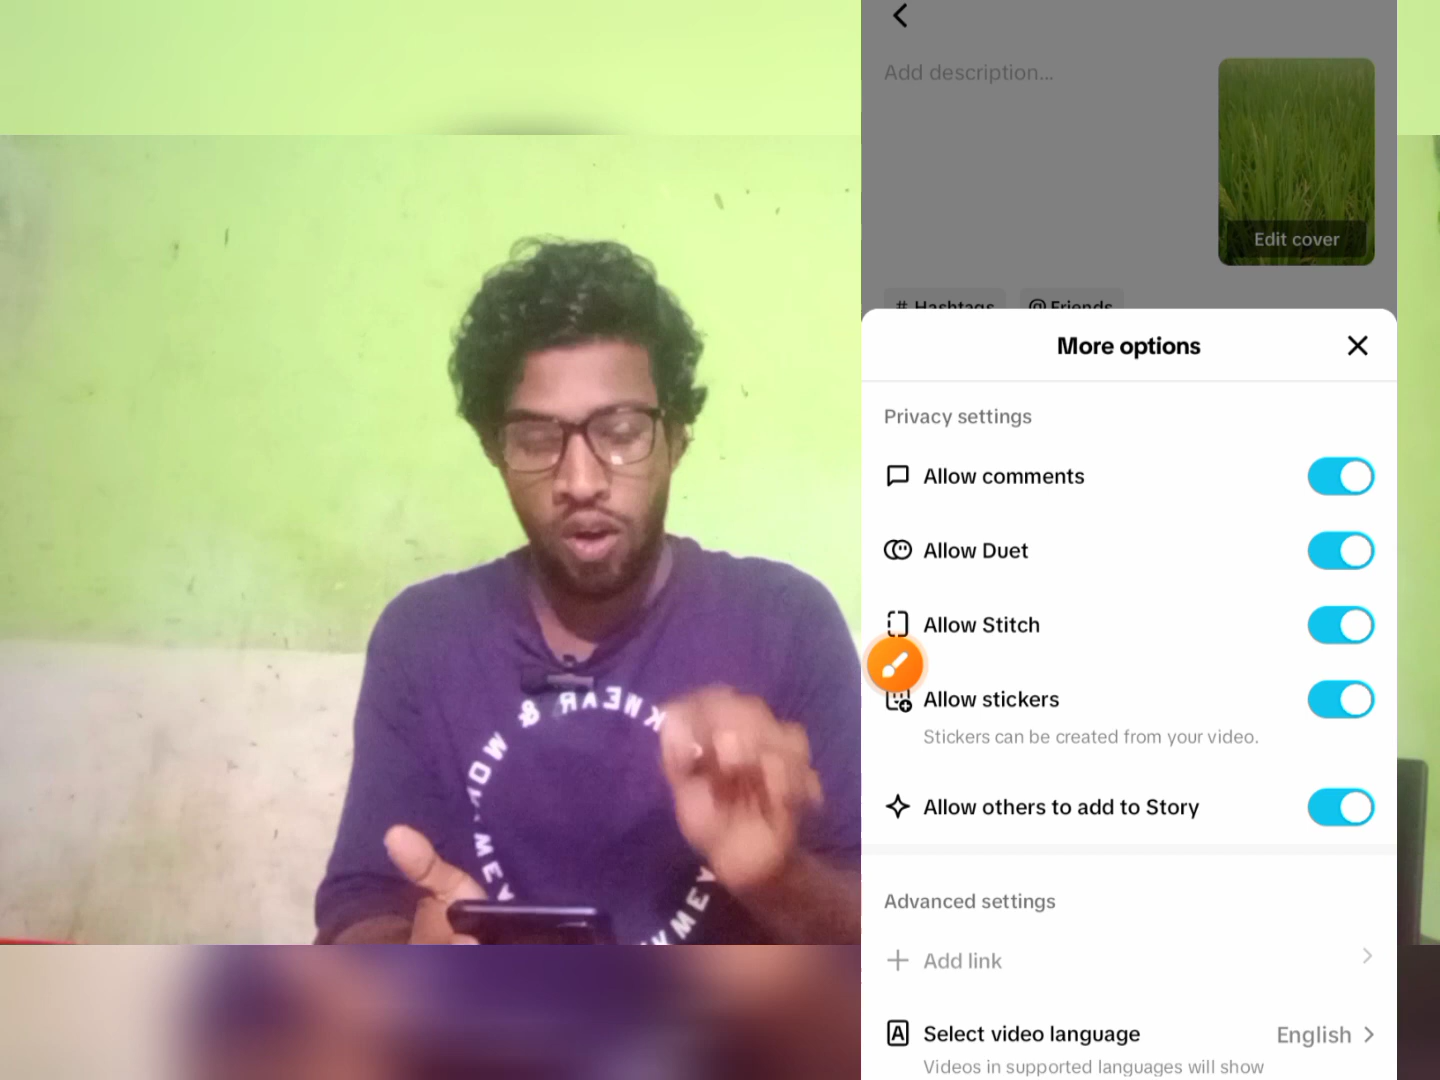 Add description...
Edit cover
# Hashtags @ Friends
More options
Privacy settings
Allow comments
Allow Duet
Allow Stitch
Allow stickers
Stickers can be created from your video.
Allow others to add to Story
Advanced settings
Add link
Select video language English
Videos in supported languages will show